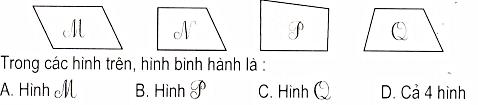 M N P Q
Trong các hình trên, hình bình hành là :
A. Hình M B. Hình P C. Hình Q D. Cả 4 hình